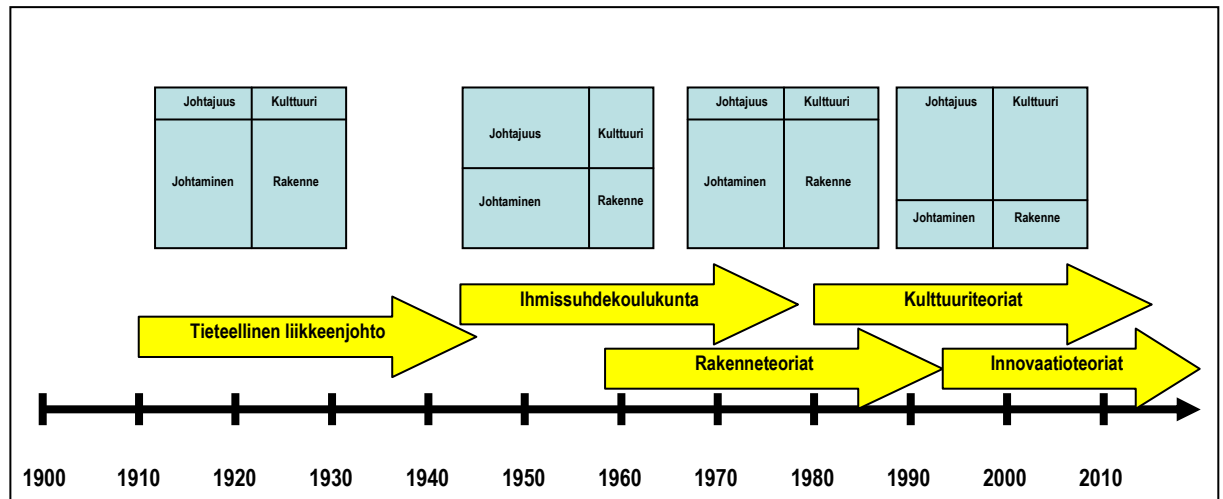 Johtajuus Kulttuuri
Johtaminen Rakenne
Johtajuus Kulttuuri
Johtaminen Rakenne
Johtajuus Kulttuuri
Johtaminen Rakenne
Johtajuus Kulttuuri
Johtaminen Rakenne
Ihmissuhdekoulukunta Kulttuuriteoriat
Tieteellinen liikkeenjohto
Rakenneteoriat Innovaatioteoriat
1900 1910 1920 1930 1940 1950 1960 1970 1980 1990 2000 2010